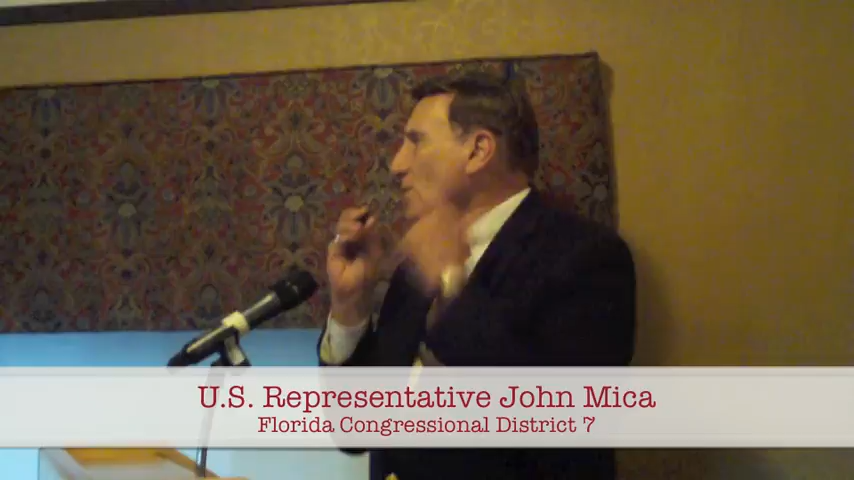 U.S. Representative John Mica
Florida Congressional District 7